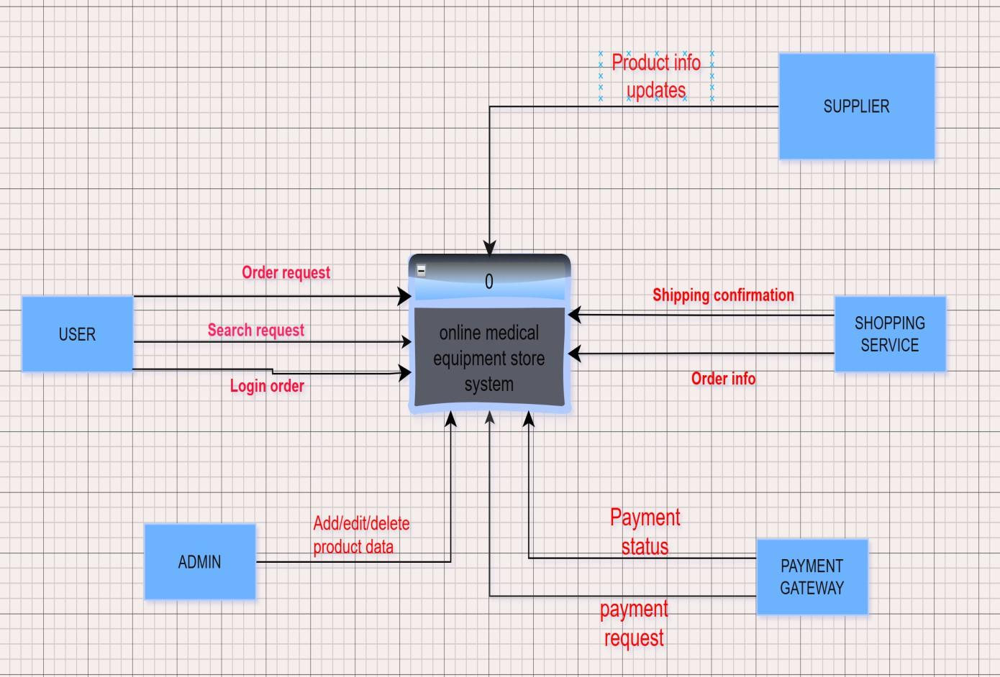 Product info
updates
SUPPLIER
Order request
0
Shipping confirmation
USER
Search request
online medical
equipment store
system
SHOPPING
SERVICE
Login order
Order info
Add/edit/delete
product data
ADMIN
Payment
status
PAYMENT
GATEWAY
payment
request